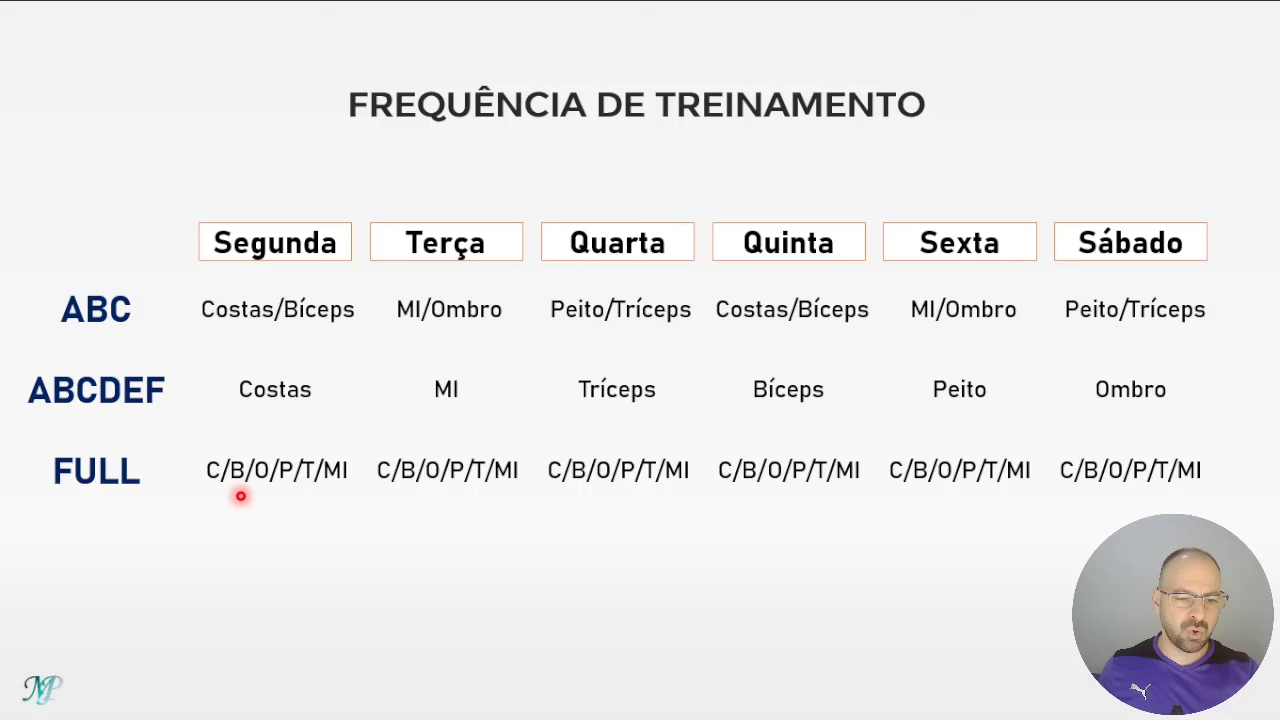 FREQUÊNCIA DE TREINAMENTO
Segunda Terça Quarta Quinta Sexta Sábado
ABC Costas/Bíceps MI/Ombro Peito/Tríceps Costas/Bíceps MI/Ombro Peito/Tríceps
ABCDEF Costas MI Tríceps Bíceps Peito Ombro
FULL C/B/O/P/T/MI C/B/O/P/T/MI C/B/O/P/T/MI C/B/O/P/T/MI C/B/O/P/T/MI C/B/O/P/T/MI
MP